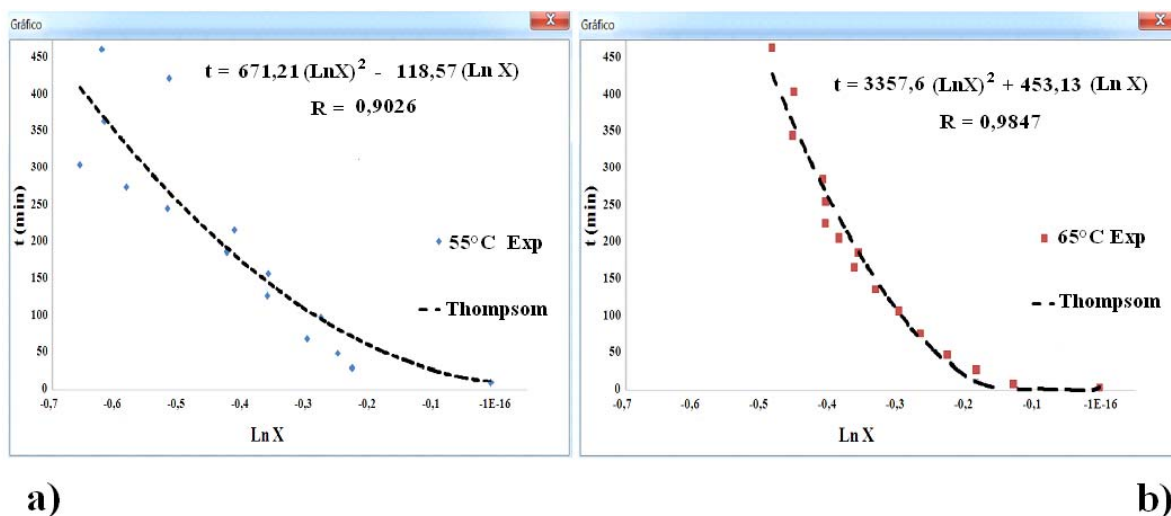 Gráfico
X
t = 671,21 (LnX)² - 118,57 (Ln X)
R = 0,9026
450
400
350
300
250
200
150
100
50
0
t (min)
55°C Exp
Thompsom
-0,7 -0,6 -0,5 -0,4 -0,3 -0,2 -0,1 -1E-16
Ln X
a)
Gráfico
X
t = 3357,6 (LnX)² + 453,13 (Ln X)
R = 0,9847
450
400
350
300
250
200
150
100
50
0
t (min)
65°C Exp
Thompsom
-0,7 -0,6 -0,5 -0,4 -0,3 -0,2 -0,1 -1E-16
Ln X
b)